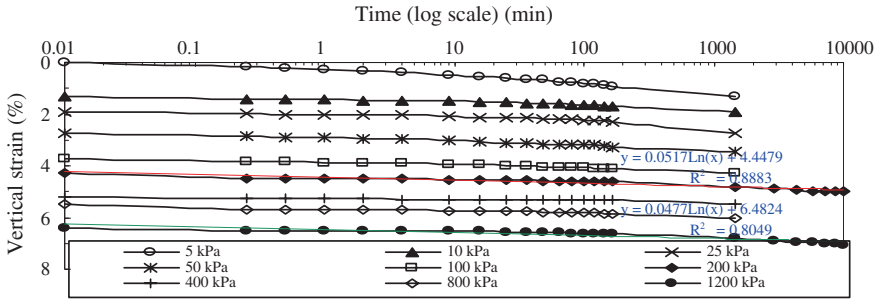 Time (log scale) (min)
0.01 0.1 1 10 100 1000 10000
Vertical strain (%)
0
2
4
6
8
y = 0.0517Ln(x) + 4.4479
R² = 0.8883
y = 0.0477Ln(x) + 6.4824
R² = 0.8049
5 kPa 10 kPa 25 kPa
50 kPa 100 kPa 200 kPa
400 kPa 800 kPa 1200 kPa